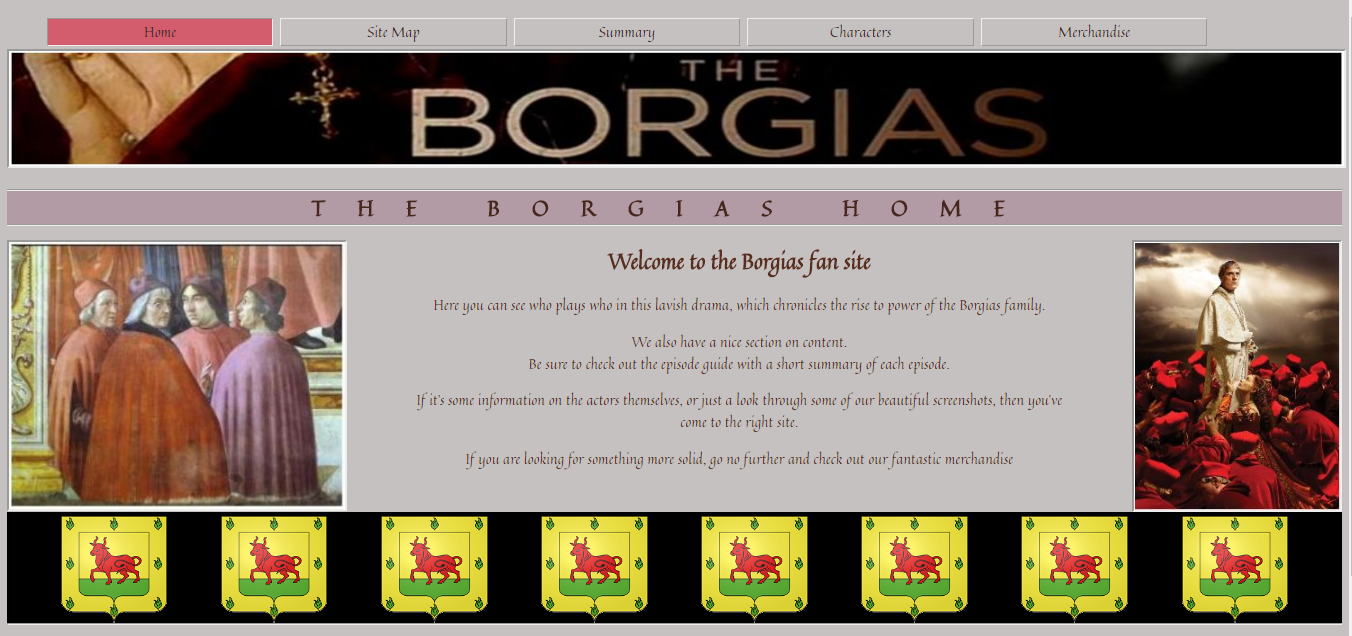 Home
Site Map
Summary
Characters
Merchandise
THE
BORGIAS
THE BORGIAS HOME
Welcome to the Borgias fan site
Here you can see who plays who in this lavish drama, which chronicles the rise to power of the Borgias family.
We also have a nice section on content.
Be sure to check out the episode guide with a short summary of each episode.
If it's some information on the actors themselves, or just a look through some of our beautiful screenshots, then you've
come to the right site.
If you are looking for something more solid, go no further and check out our fantastic merchandise